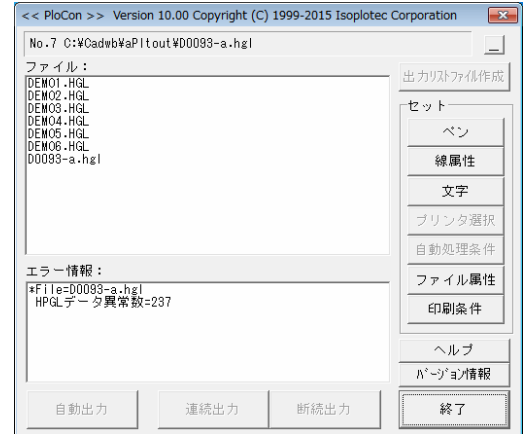 << PloCon >> Version 10.00 Copyright (C) 1999-2015 Isoplotec Corporation
No.7 C:¥Cadwb¥aPltout¥D0093-a.hgl
ファイル：
DEMO1.HGL
DEMO2.HGL
DEMO3.HGL
DEMO4.HGL
DEMO5.HGL
DEMO6.HGL
D0093-a.hgl
エラー情報：
*File=D0093-a.hgl
HPGLデータ異常数=237
自動出力
連続出力
断続出力
出力リストファイル作成
セット
ペン
線属性
文字
プリンタ選択
自動処理条件
ファイル属性
印刷条件
ヘルプ
バージョン情報
終了